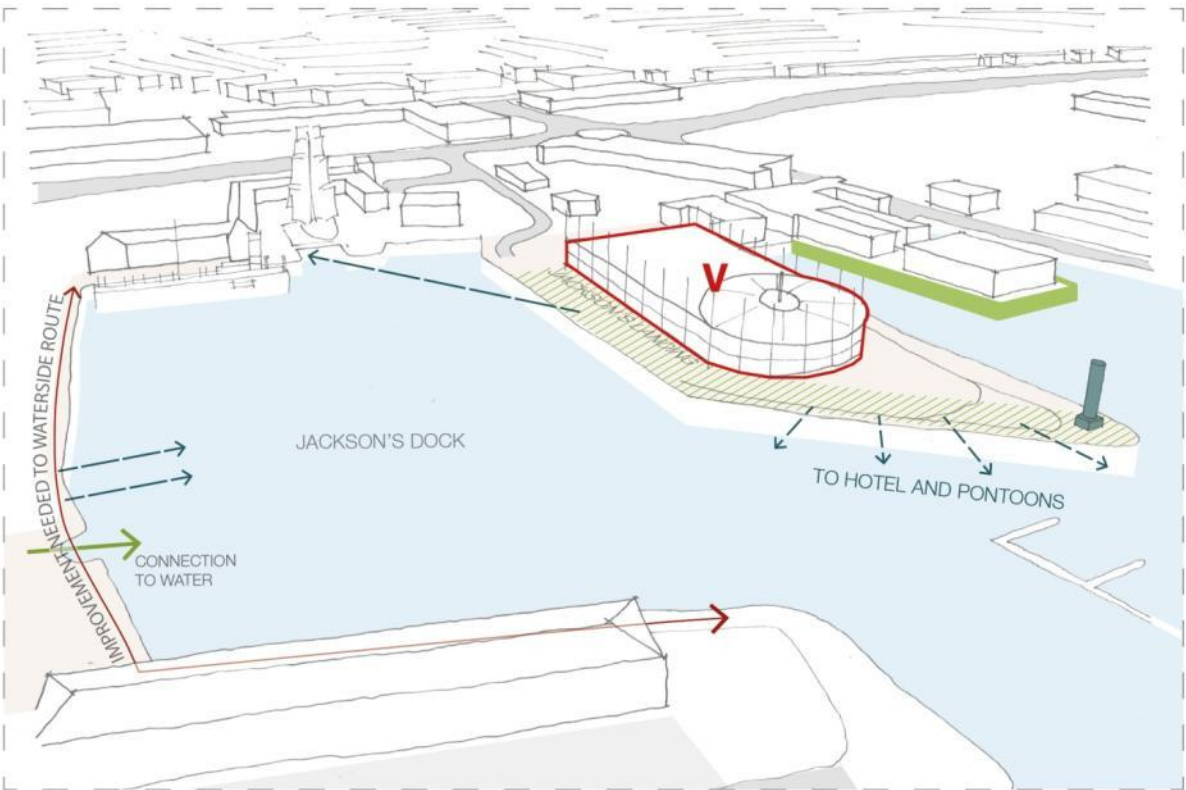 V
JACKSON'S LANDING
IMPROVEMENT NEEDED TO WATERSIDE ROUTE
JACKSON'S DOCK
TO HOTEL AND PONTOONS
CONNECTION
TO WATER